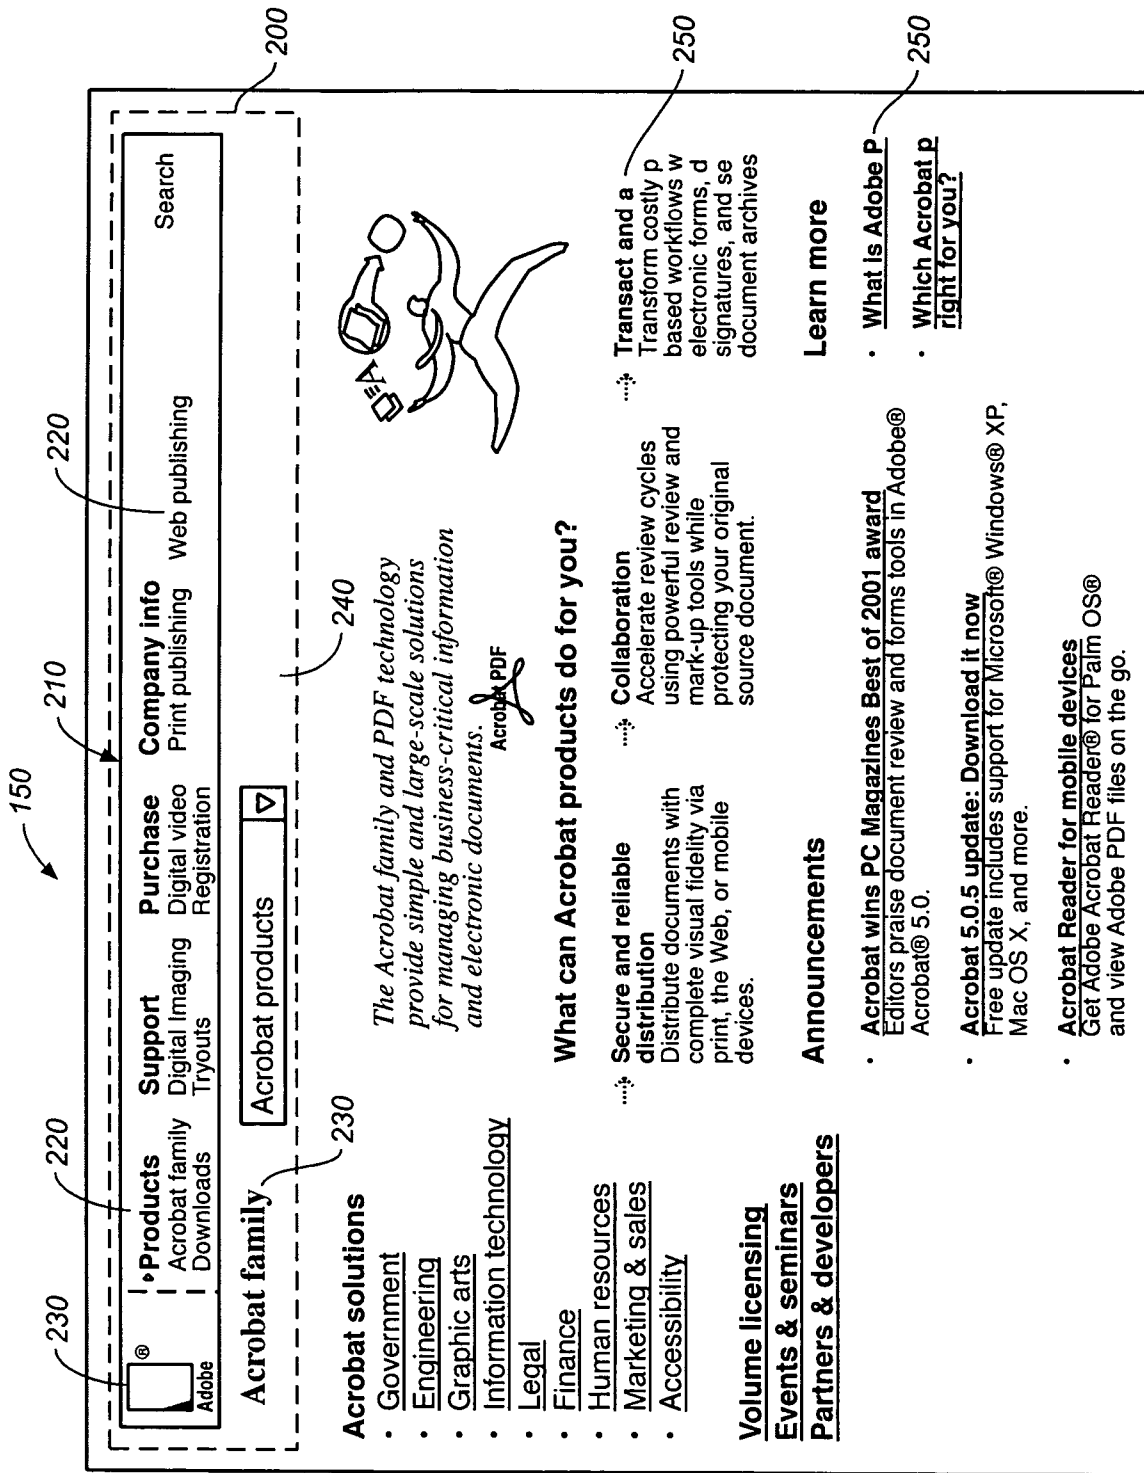 150
210
220
220
230
200
®
Adobe
Products Support Purchase Company info Search
Acrobat family Digital Imaging Digital video Print publishing Web publishing
Downloads Tryouts Registration
Acrobat family
230
Acrobat products
240
Acrobat solutions
· Government
· Engineering
· Graphic arts
· Information technology
· Legal
· Finance
· Human resources
· Marketing & sales
· Accessibility
Volume licensing
Events & seminars
Partners & developers
The Acrobat family and PDF technology
provide simple and large-scale solutions
for managing business-critical information
and electronic documents.
Acrobat PDF
A
What can Acrobat products do for you?
Secure and reliable
distribution
Distribute documents with
complete visual fidelity via
print, the Web, or mobile
devices.
Collaboration
Accelerate review cycles
using powerful review and
mark-up tools while
protecting your original
source document.
Transact and a
Transform costly p
based workflows w
electronic forms, d
signatures, and se
document archives
250
Announcements
· Acrobat wins PC Magazines Best of 2001 award
Editors praise document review and forms tools in Adobe®
Acrobat® 5.0.
· Acrobat 5.0.5 update: Download it now
Free update includes support for Microsoft® Windows® XP,
Mac OS X, and more.
· Acrobat Reader for mobile devices
Get Adobe Acrobat Reader® for Palm OS®
and view Adobe PDF files on the go.
Learn more
· What Is Adobe P
· Which Acrobat p
right for you?
250